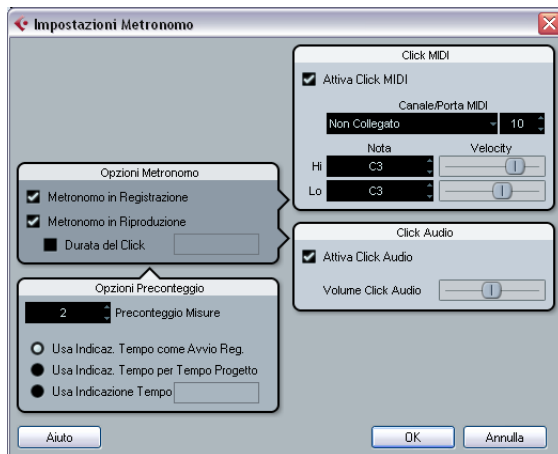 Impostazioni Metronomo
Click MIDI
Attiva Click MIDI
Canale/Porta MIDI
Non Collegato 10
Nota Velocity
Hi C3
Lo C3
Opzioni Metronomo
Metronomo in Registrazione
Metronomo in Riproduzione
Durata del Click
Click Audio
Attiva Click Audio
Volume Click Audio
Opzioni Preconteggio
2 Preconteggio Misure
Usa Indicaz. Tempo come Avvio Reg.
Usa Indicaz. Tempo per Tempo Progetto
Usa Indicazione Tempo
Aiuto OK Annulla